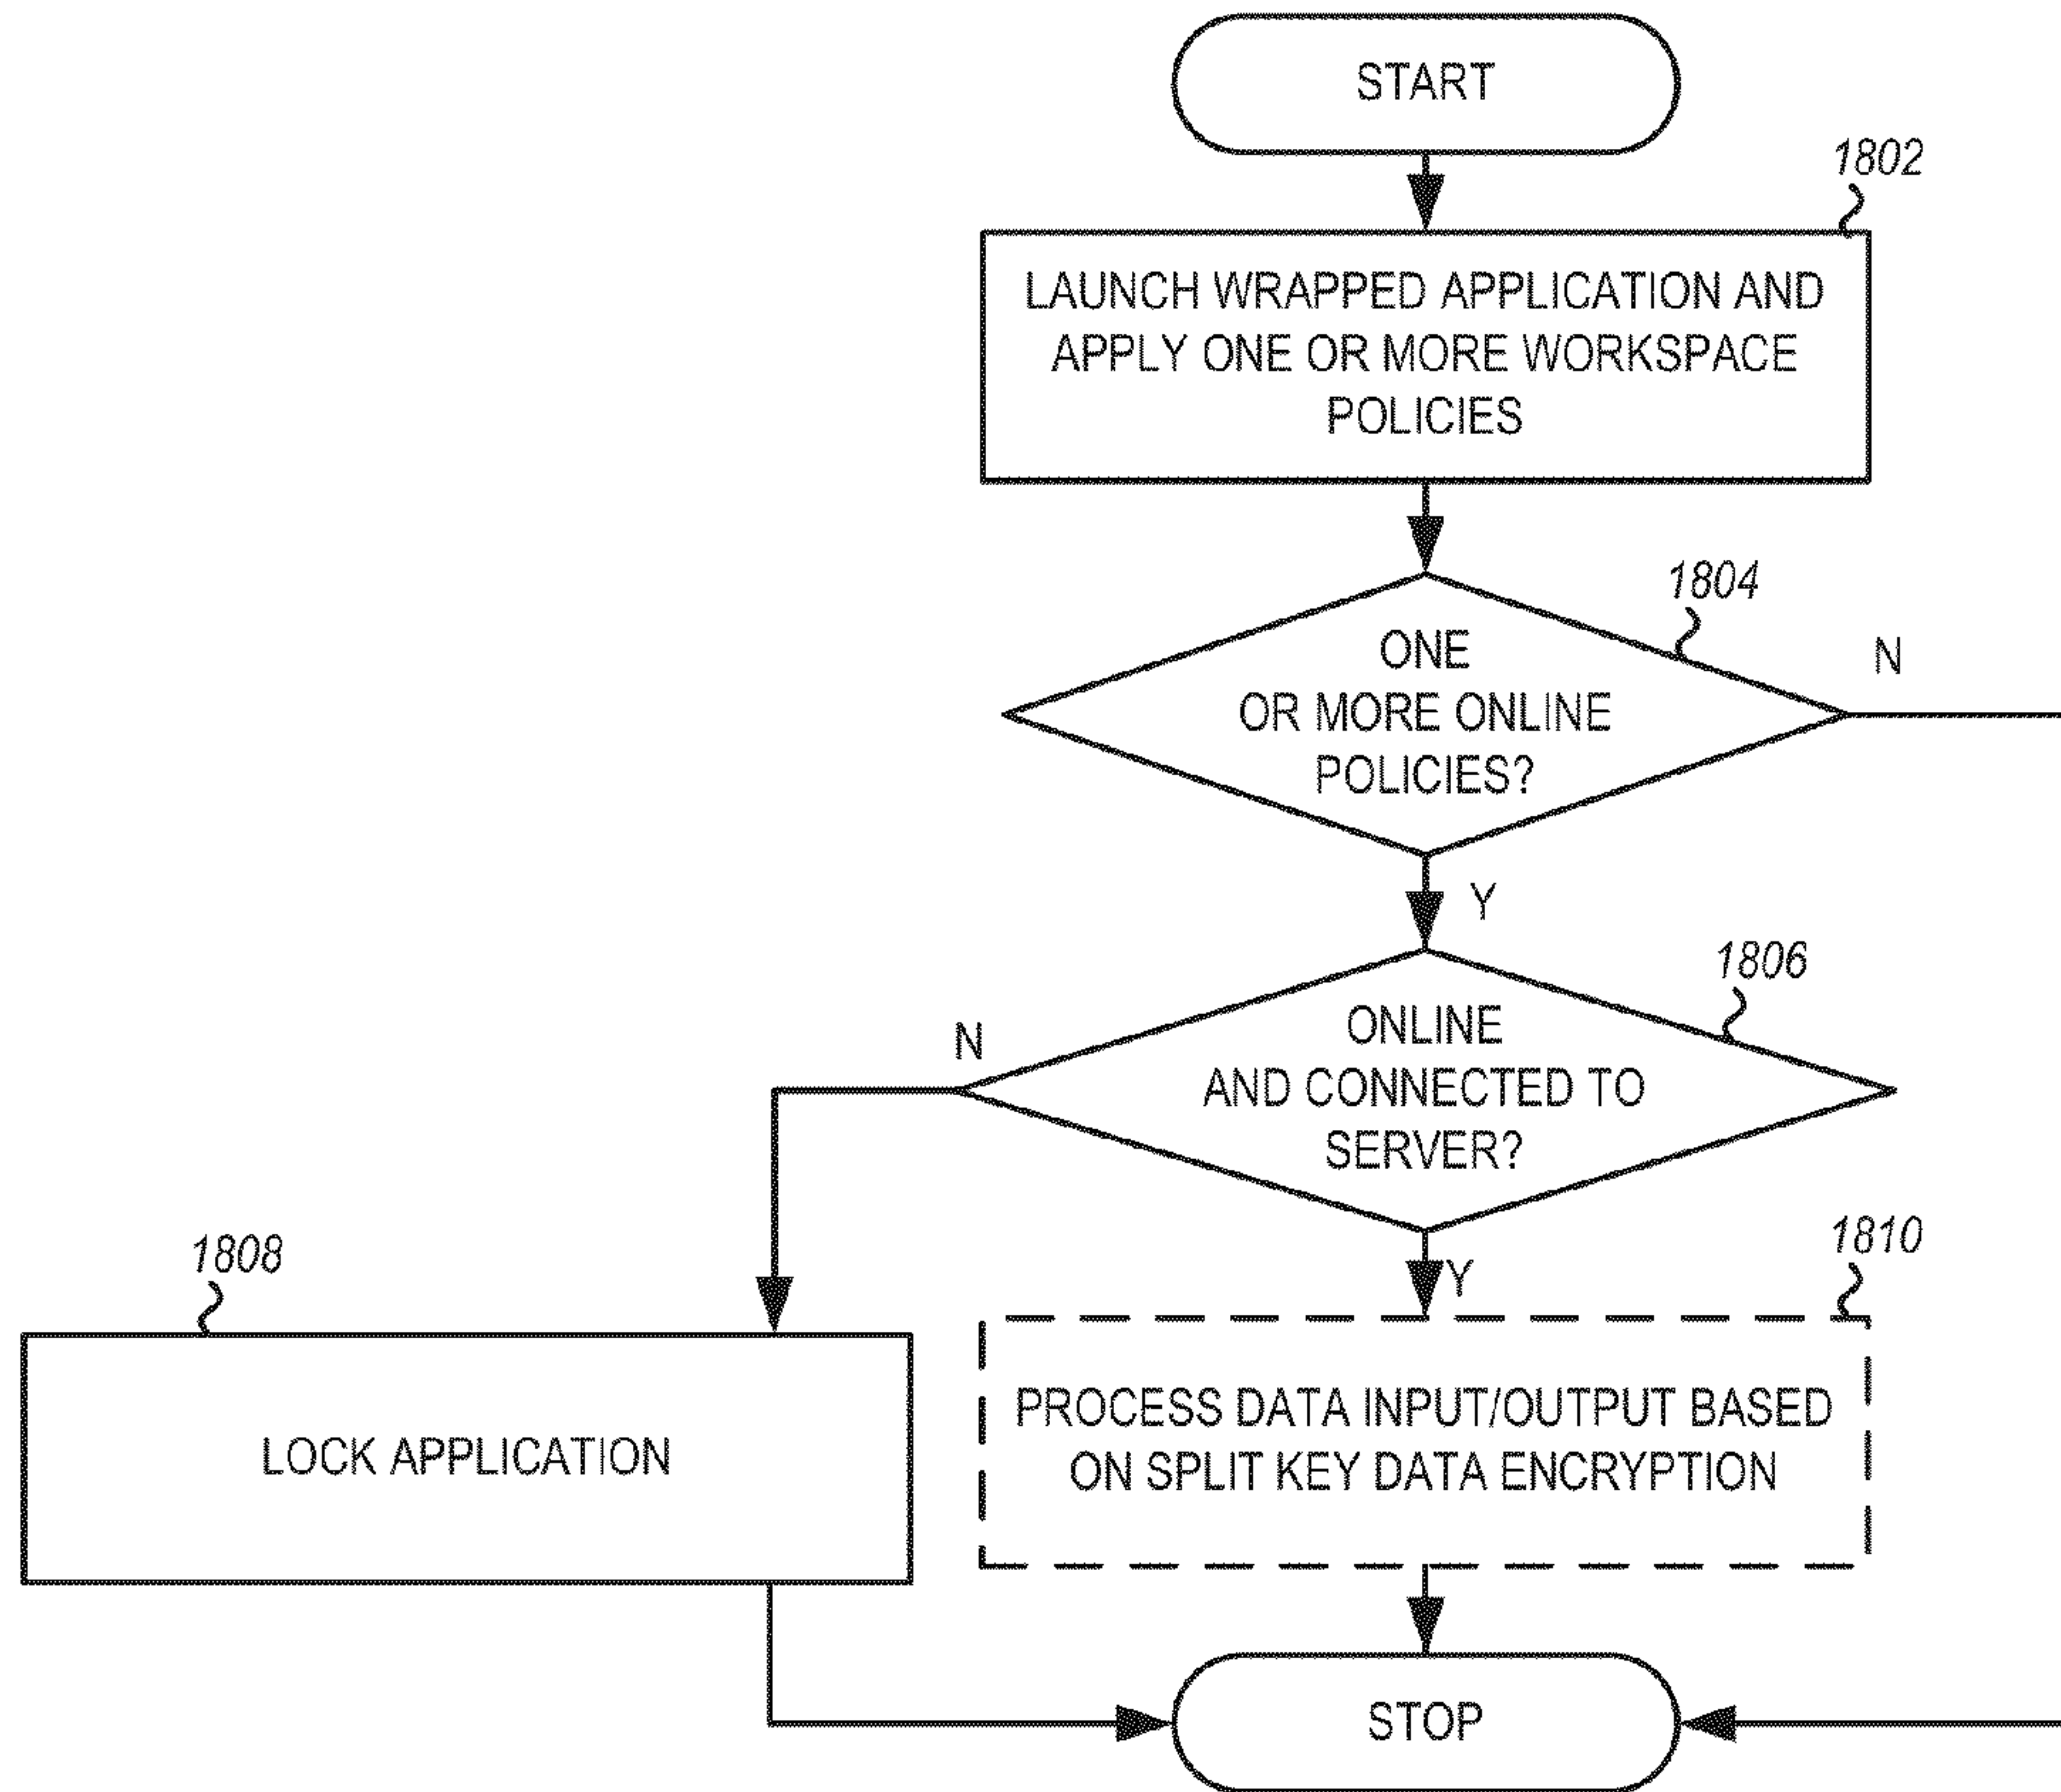 START
1802
LAUNCH WRAPPED APPLICATION AND
APPLY ONE OR MORE WORKSPACE
POLICIES
1804
ONE
OR MORE ONLINE
POLICIES?
N
Y
1806
ONLINE
AND CONNECTED TO
SERVER?
N
Y
1808
LOCK APPLICATION
1810
PROCESS DATA INPUT/OUTPUT BASED
ON SPLIT KEY DATA ENCRYPTION
STOP